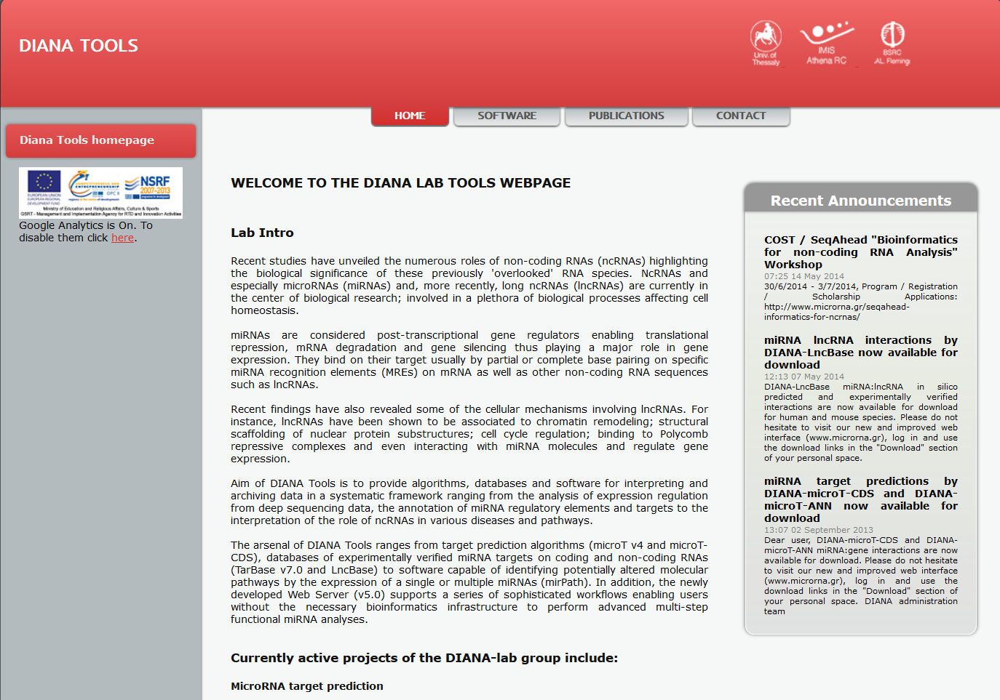 DIANA TOOLS
Univ. of
Thessaly
IMIS
Athena RC
BSRC
AL. Fleming
HOME
SOFTWARE
PUBLICATIONS
CONTACT
Diana Tools homepage
EUROPEAN UNION
EUROPEAN REGIONAL
DEVELOPMENT FUND
COMPETITIVENESS AND
ENTREPRENEURSHIP
OPC II
NSRF
2007-2013
Ministry of Education and Religious Affairs, Culture & Sports
GSRT - Management and Implementation Agency for RTD and Innovation Activities
Google Analytics is On. To
disable them click here.
WELCOME TO THE DIANA LAB TOOLS WEBPAGE
Lab Intro
Recent studies have unveiled the numerous roles of non-coding RNAs (ncRNAs) highlighting
the biological significance of these previously 'overlooked' RNA species. NcRNAs and
especially microRNAs (miRNAs) and, more recently, long ncRNAs (lncRNAs) are currently in
the center of biological research; involved in a plethora of biological processes affecting cell
homeostasis.
miRNAs are considered post-transcriptional gene regulators enabling translational
repression, mRNA degradation and gene silencing thus playing a major role in gene
expression. They bind on their target usually by partial or complete base pairing on specific
miRNA recognition elements (MREs) on mRNA as well as other non-coding RNA sequences
such as lncRNAs.
Recent findings have also revealed some of the cellular mechanisms involving lncRNAs. For
instance, lncRNAs have been shown to be associated to chromatin remodeling; structural
scaffolding of nuclear protein substructures; cell cycle regulation; binding to Polycomb
repressive complexes and even interacting with miRNA molecules and regulate gene
expression.
Aim of DIANA Tools is to provide algorithms, databases and software for interpreting and
archiving data in a systematic framework ranging from the analysis of expression regulation
from deep sequencing data, the annotation of miRNA regulatory elements and targets to the
interpretation of the role of ncRNAs in various diseases and pathways.
The arsenal of DIANA Tools ranges from target prediction algorithms (microT v4 and microT-
CDS), databases of experimentally verified miRNA targets on coding and non-coding RNAs
(TarBase v7.0 and LncBase) to software capable of identifying potentially altered molecular
pathways by the expression of a single or multiple miRNAs (mirPath). In addition, the newly
developed Web Server (v5.0) supports a series of sophisticated workflows enabling users
without the necessary bioinformatics infrastructure to perform advanced multi-step
functional miRNA analyses.
Currently active projects of the DIANA-lab group include:
MicroRNA target prediction
Recent Announcements
COST / SeqAhead "Bioinformatics
for non-coding RNA Analysis"
Workshop
07:25 14 May 2014
30/6/2014 - 3/7/2014, Program / Registration
/ Scholarship Applications:
http://www.microrna.gr/seqahead-
informatics-for-ncrnas/
miRNA lncRNA interactions by
DIANA-LncBase now available for
download
12:13 07 May 2014
DIANA-LncBase miRNA:lncRNA in silico
predicted and experimentally verified
interactions are now available for download
for human and mouse species. Please do not
hesitate to visit our new and improved web
interface (www.microrna.gr), log in and use
the download links in the "Download" section
of your personal space.
miRNA target predictions by
DIANA-microT-CDS and DIANA-
microT-ANN now available for
download
13:07 02 September 2013
Dear user, DIANA-microT-CDS and DIANA-
microT-ANN miRNA:gene interactions are now
available for download. Please do not hesitate
to visit our new and improved web interface
(www.microrna.gr), log in and use the
download links in the "Download" section of
your personal space. DIANA administration
team